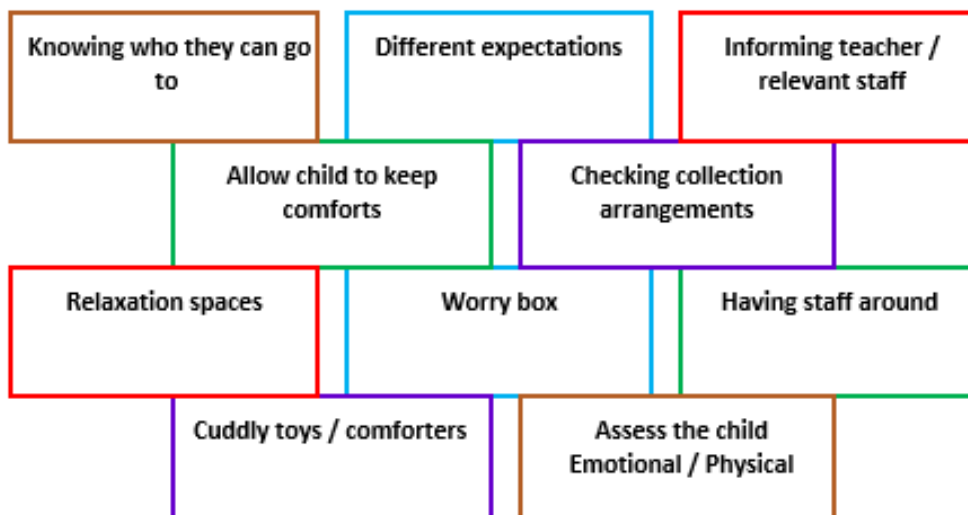 Knowing who they can go
to
Different expectations
Informing teacher /
relevant staff
Allow child to keep
comforts
Checking collection
arrangements
Relaxation spaces
Worry box
Having staff around
Cuddly toys / comforters
Assess the child
Emotional / Physical